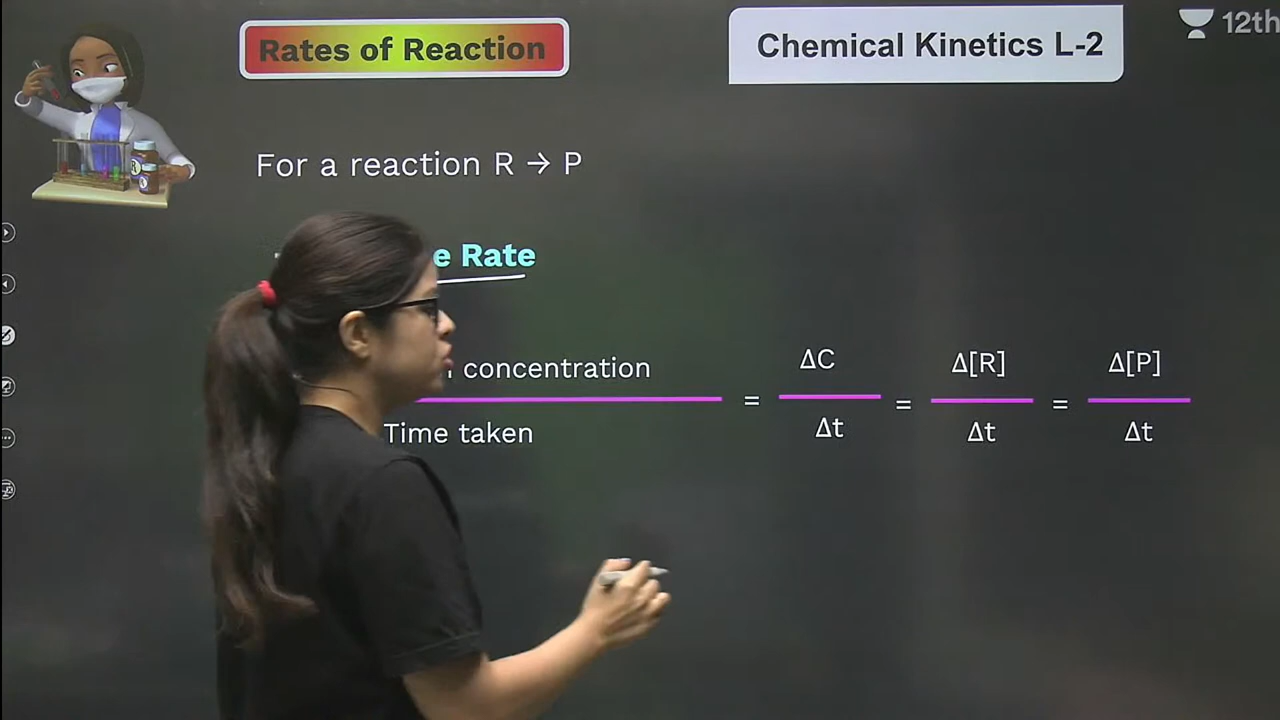 Rates of Reaction
Chemical Kinetics L-2
12th
For a reaction R → P
e Rate
concentration
Time taken
= ΔC
Δt
= Δ[R]
Δt
= Δ[P]
Δt